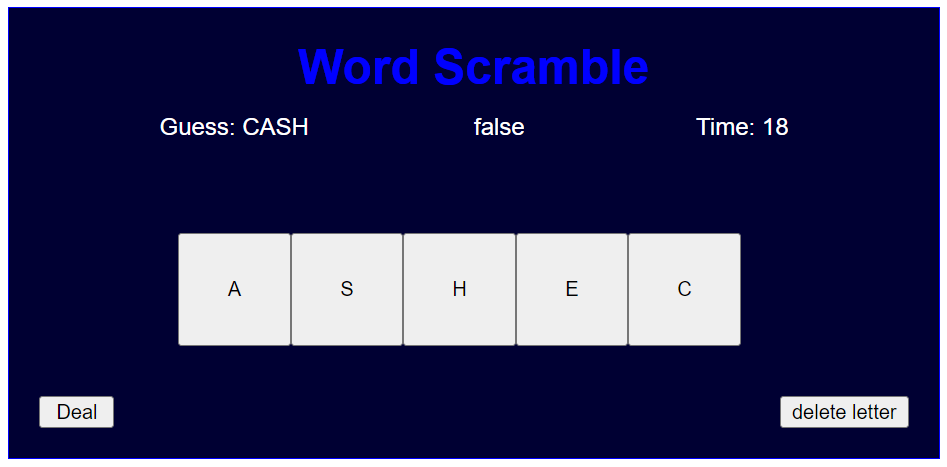 Word Scramble
Guess: CASH false Time: 18
A S H E C
Deal delete letter